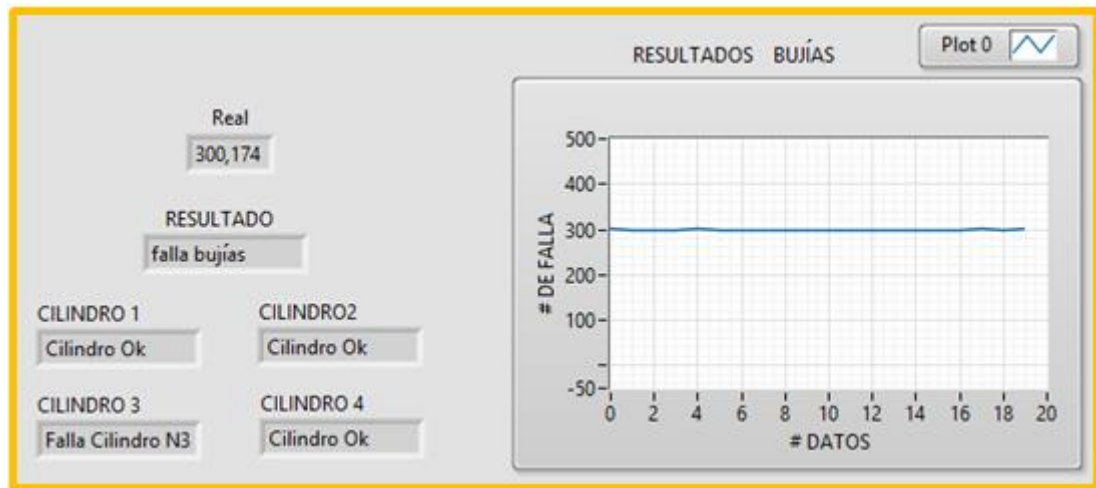 Real
300,174
RESULTADO
falla bujías
CILINDRO 1
Cilindro Ok
CILINDRO2
Cilindro Ok
CILINDRO 3
Falla Cilindro N3
CILINDRO 4
Cilindro Ok
RESULTADOS BUJÍAS
Plot 0
# DE FALLA
500
400
300
200
100
-50
0 2 4 6 8 10 12 14 16 18 20
# DATOS